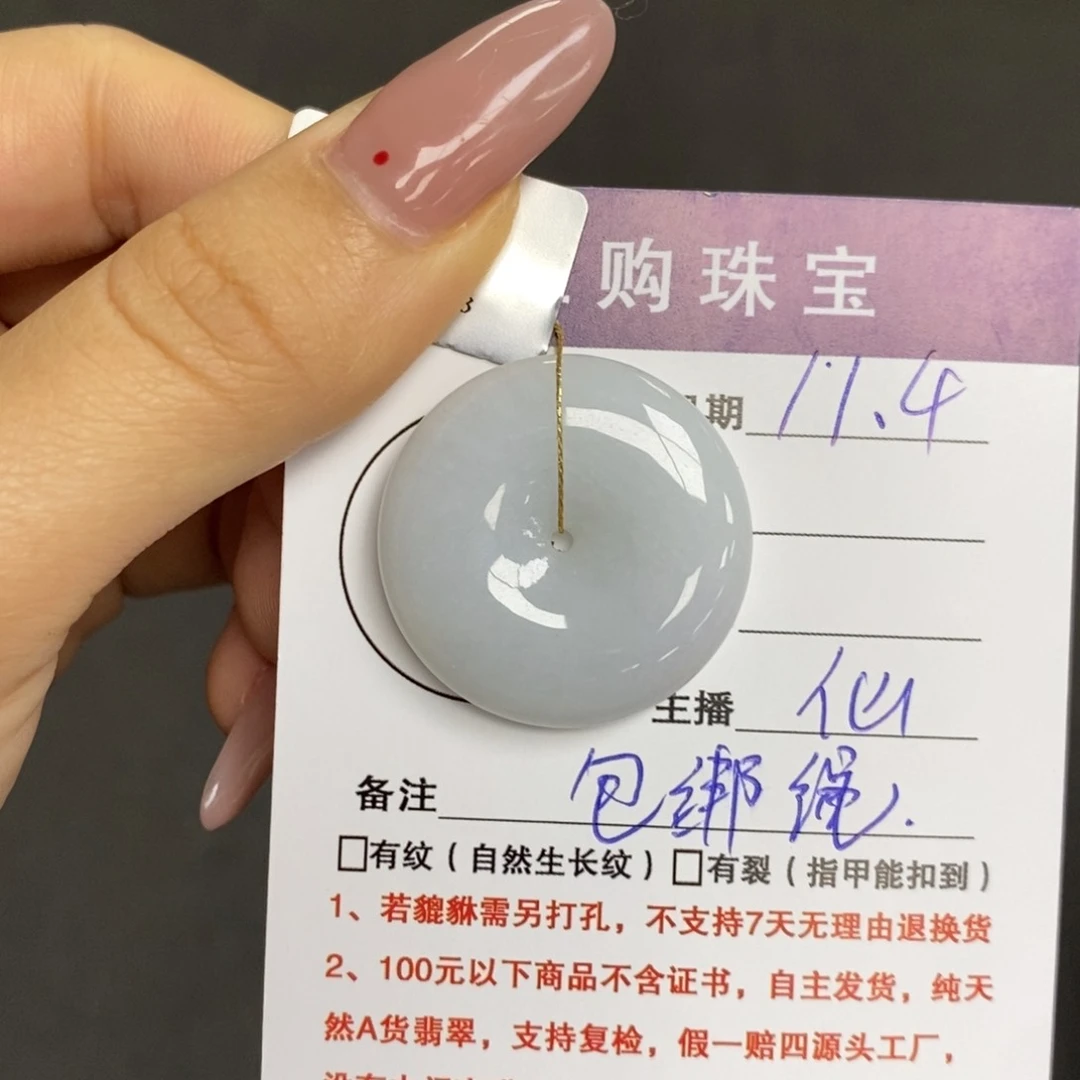 3
购珠宝
期 11.4
主播 仙
备注 包绑绳.
□有纹（自然生长纹）□有裂（指甲能扣到）
1、若貔貅需另打孔，不支持7天无理由退换货
2、100元以下商品不含证书，自主发货，纯天
然A货翡翠，支持复检，假一赔四源头工厂，